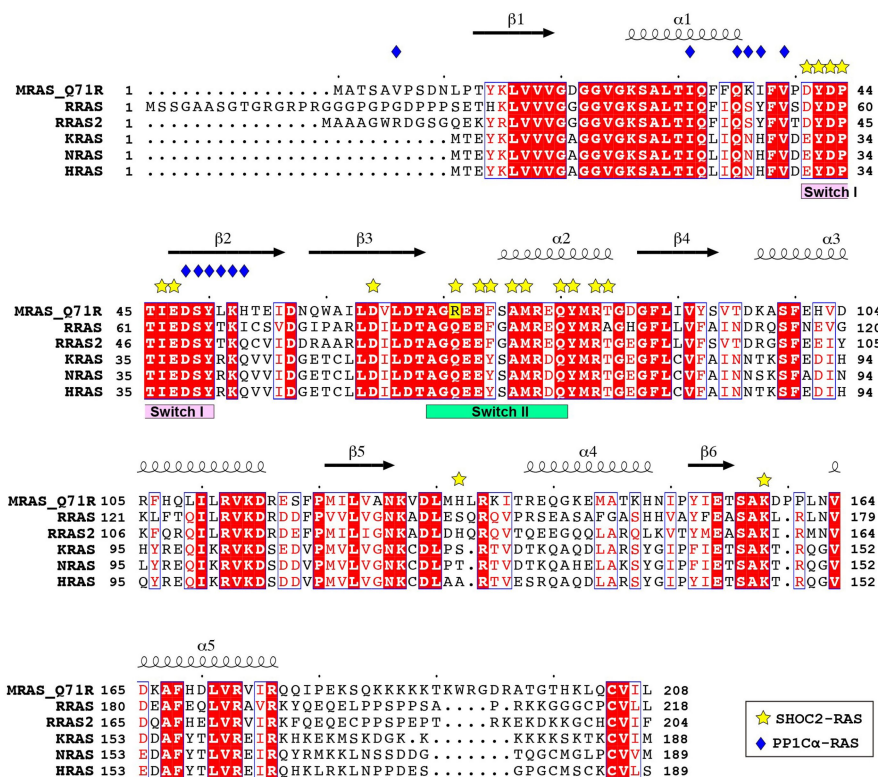 β1 α1
MRAS_Q71R 1 ................MATSAVPSDNLPTYKLVVVGDGGVGKSALTIQFFQKIFVPDYDP 44
RRAS 1 MSSGAASGTGRGRPRGGGPGPGDPPPSETHKLVVVGGGGVGKSALTIQFIQSYFVSDYDP 60
RRAS2 1 ...............MAAAGWRDGSGQEKYRLVVVGGGGVGKSALTIQFIQSYFVTDYDP 45
KRAS 1 ..........................MTEYKLVVVGAGGVGKSALTIQLIQNHFVDEYDP 34
NRAS 1 ..........................MTEYKLVVVGAGGVGKSALTIQLIQNHFVDEYDP 34
HRAS 1 ..........................MTEYKLVVVGAGGVGKSALTIQLIQNHFVDEYDP 34
Switch I
β2 β3 α2 β4 α3
MRAS_Q71R 45 TIEDSYLKHTEIDNQWAILDVLDTAGREEFSAMREQYMRTGDGFLIVYSVTDKASFEHVD 104
RRAS 61 TIEDSYTKICSVDGIPARLDILDTAGQEEFGAMREQYMRAGHGFLLVFAINDRQSFNEVG 120
RRAS2 46 TIEDSYTKQCVIDDRAARLDILDTAGQEEFGAMREQYMRTGEGFLLVFSVTDRGSFEEIY 105
KRAS 35 TIEDSYRKQVVIDGETCLLDILDTAGQEEYSAMRDQYMRTGEGFLCVFAINNTKSFEDIH 94
NRAS 35 TIEDSYRKQVVIDGETCLLDILDTAGQEEYSAMRDQYMRTGEGFLCVFAINNSKSFADIN 94
HRAS 35 TIEDSYRKQVVIDGETCLLDILDTAGQEEYSAMRDQYMRTGEGFLCVFAINNTKSFEDIH 94
Switch I Switch II
β5 α4 β6
MRAS_Q71R 105 RFHQLILRVKDRESFPMILVANKVDLMHLRKITREQGKEMATKHNIPYIETSAKDPPLNV 164
RRAS 121 KLFTQILRVKDRDDFPVVLVGNKADLESQRQVPRSEASAFGASHHVAYFEASAKL.RLNV 179
RRAS2 106 KFQRQILRVKDRDEFPMILIGNKADLDHQRQVTQEEGQQLARQLKVTYMEASAKI.RMNV 164
KRAS 95 HYREQIKRVKDSEDVPMVLVGNKCDLPS.RTVDTKQAQDLARSYGIPFIETSAKT.RQGV 152
NRAS 95 LYREQIKRVKDSDDVPMVLVGNKCDLPT.RTVDTKQAHELAKSYGIPFIETSAKT.RQGV 152
HRAS 95 QYREQIKRVKDSDDVPMVLVGNKCDLAA.RTVESRQAQDLARSYGIPYIETSAKT.RQGV 152
α5
MRAS_Q71R 165 DKAFHDLVRVIRQQIPEKSQKKKKKTKWRGDRATGTHKLQCVIL 208
RRAS 180 DEAFEQLVRAVRKYQEQELPPSPPS....A.PRKKGGGCPCVLL 218
RRAS2 165 DQAFHELVRVIRKFQEQECPPSPEPT....RKEKDKKGCHCVIF 204
KRAS 153 DDAFYTLVREIRKHKEKMSKDGK.K.......KKKKSKTKCVIM 188
NRAS 153 EDAFYTLVREIRQYRMKKLNSSDDG.......TQGCMGLPCVVM 189
HRAS 153 EDAFYTLVREIRQHKLRKLNPPDES.......GPGCMSCKCVLS 189
SHOC2-RAS
PP1Cα-RAS